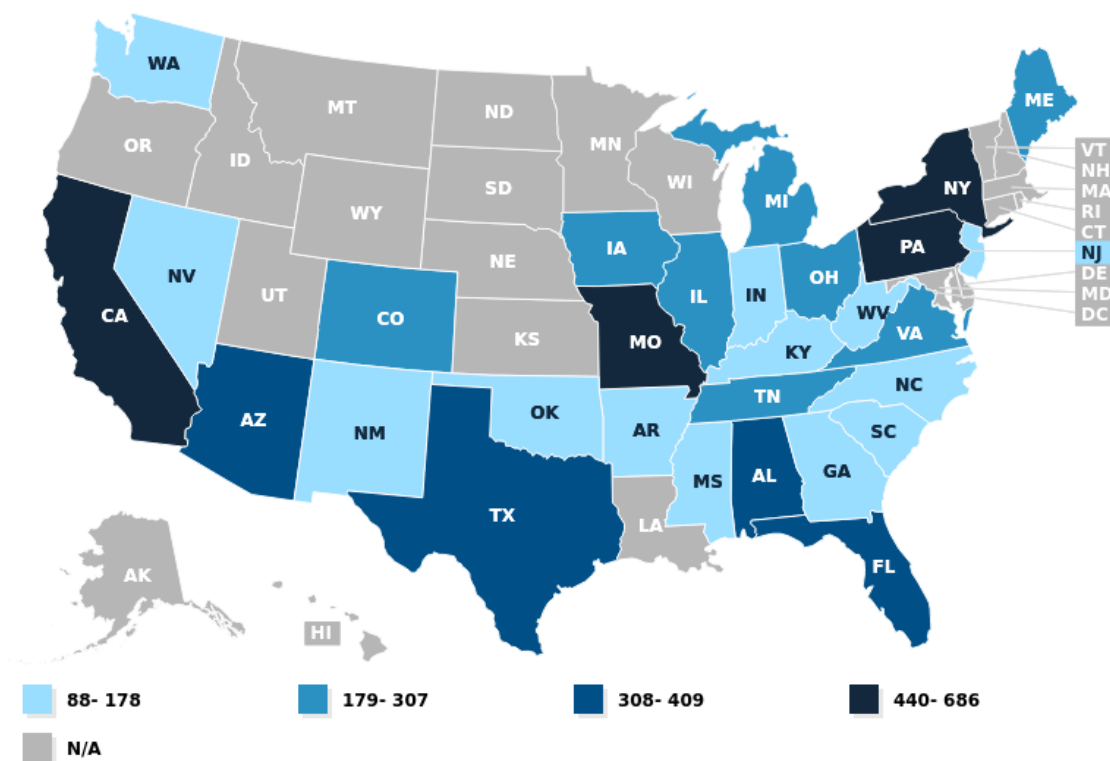 WA
ME
MT
ND
OR
MN
VT
ID
NH
WI
SD
NY
MA
MI
WY
RI
CT
PA
IA
NJ
NE
OH
DE
NV
UT
IL
IN
MD
WV
DC
CA
CO
VA
KS
MO
KY
NC
TN
AZ
OK
NM
AR
SC
GA
AL
MS
TX
LA
FL
AK
HI
88- 178
179- 307
308- 409
440- 686
N/A